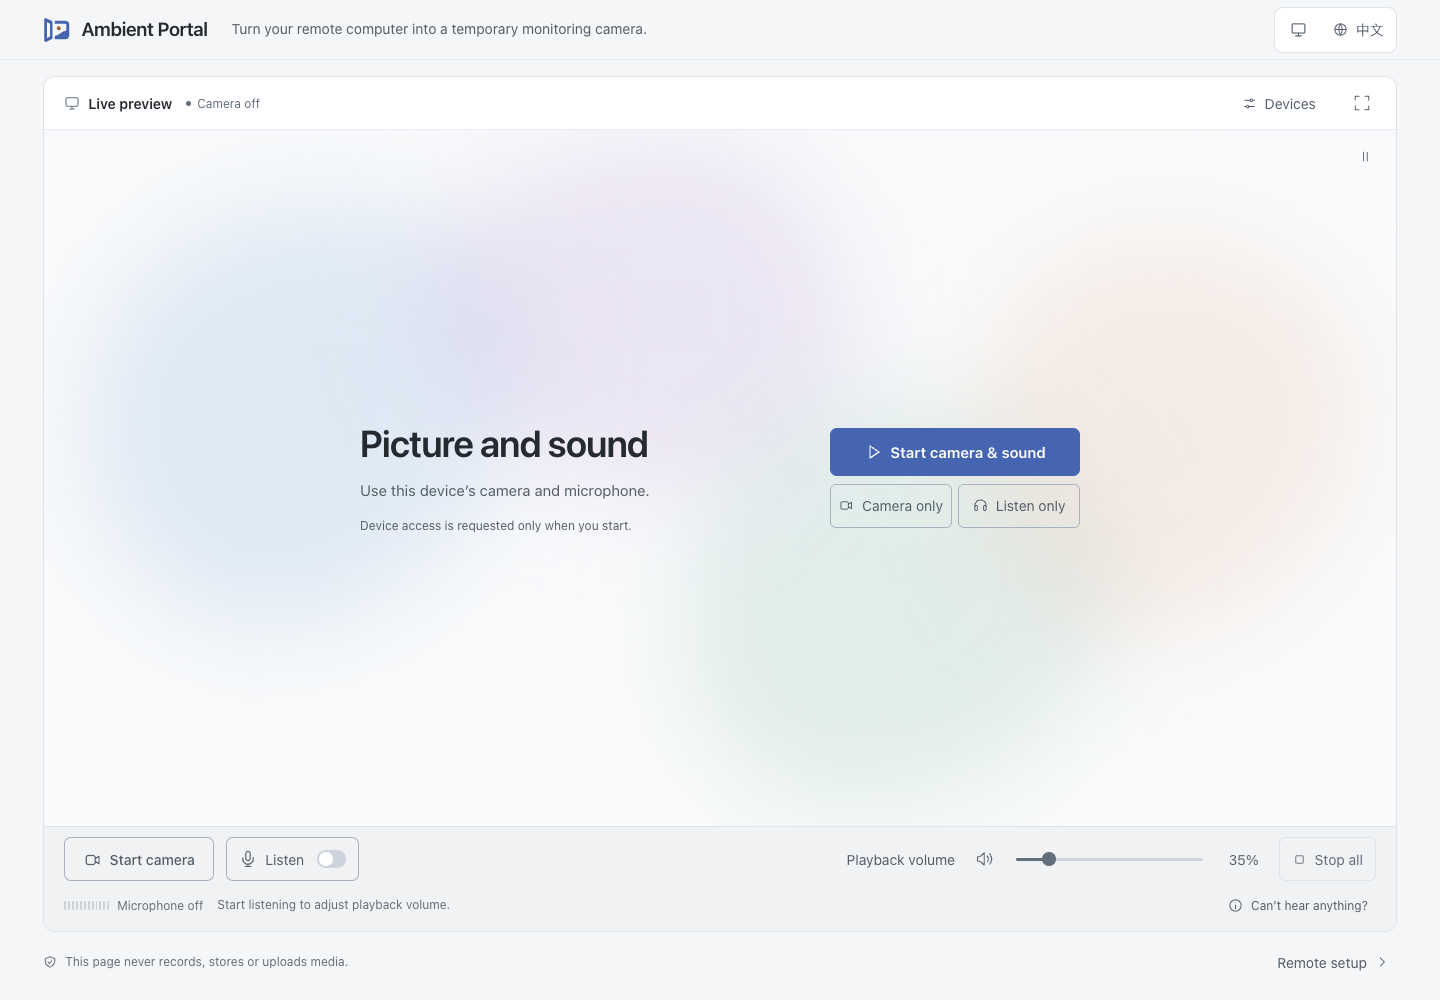 Ambient Portal
Turn your remote computer into a temporary monitoring camera.
中文
Live preview
Camera off
Devices
Picture and sound
Use this device’s camera and microphone.
Device access is requested only when you start.
Start camera & sound
Camera only
Listen only
Start camera
Listen
Playback volume
35%
Stop all
Microphone off
Start listening to adjust playback volume.
Can’t hear anything?
This page never records, stores or uploads media.
Remote setup